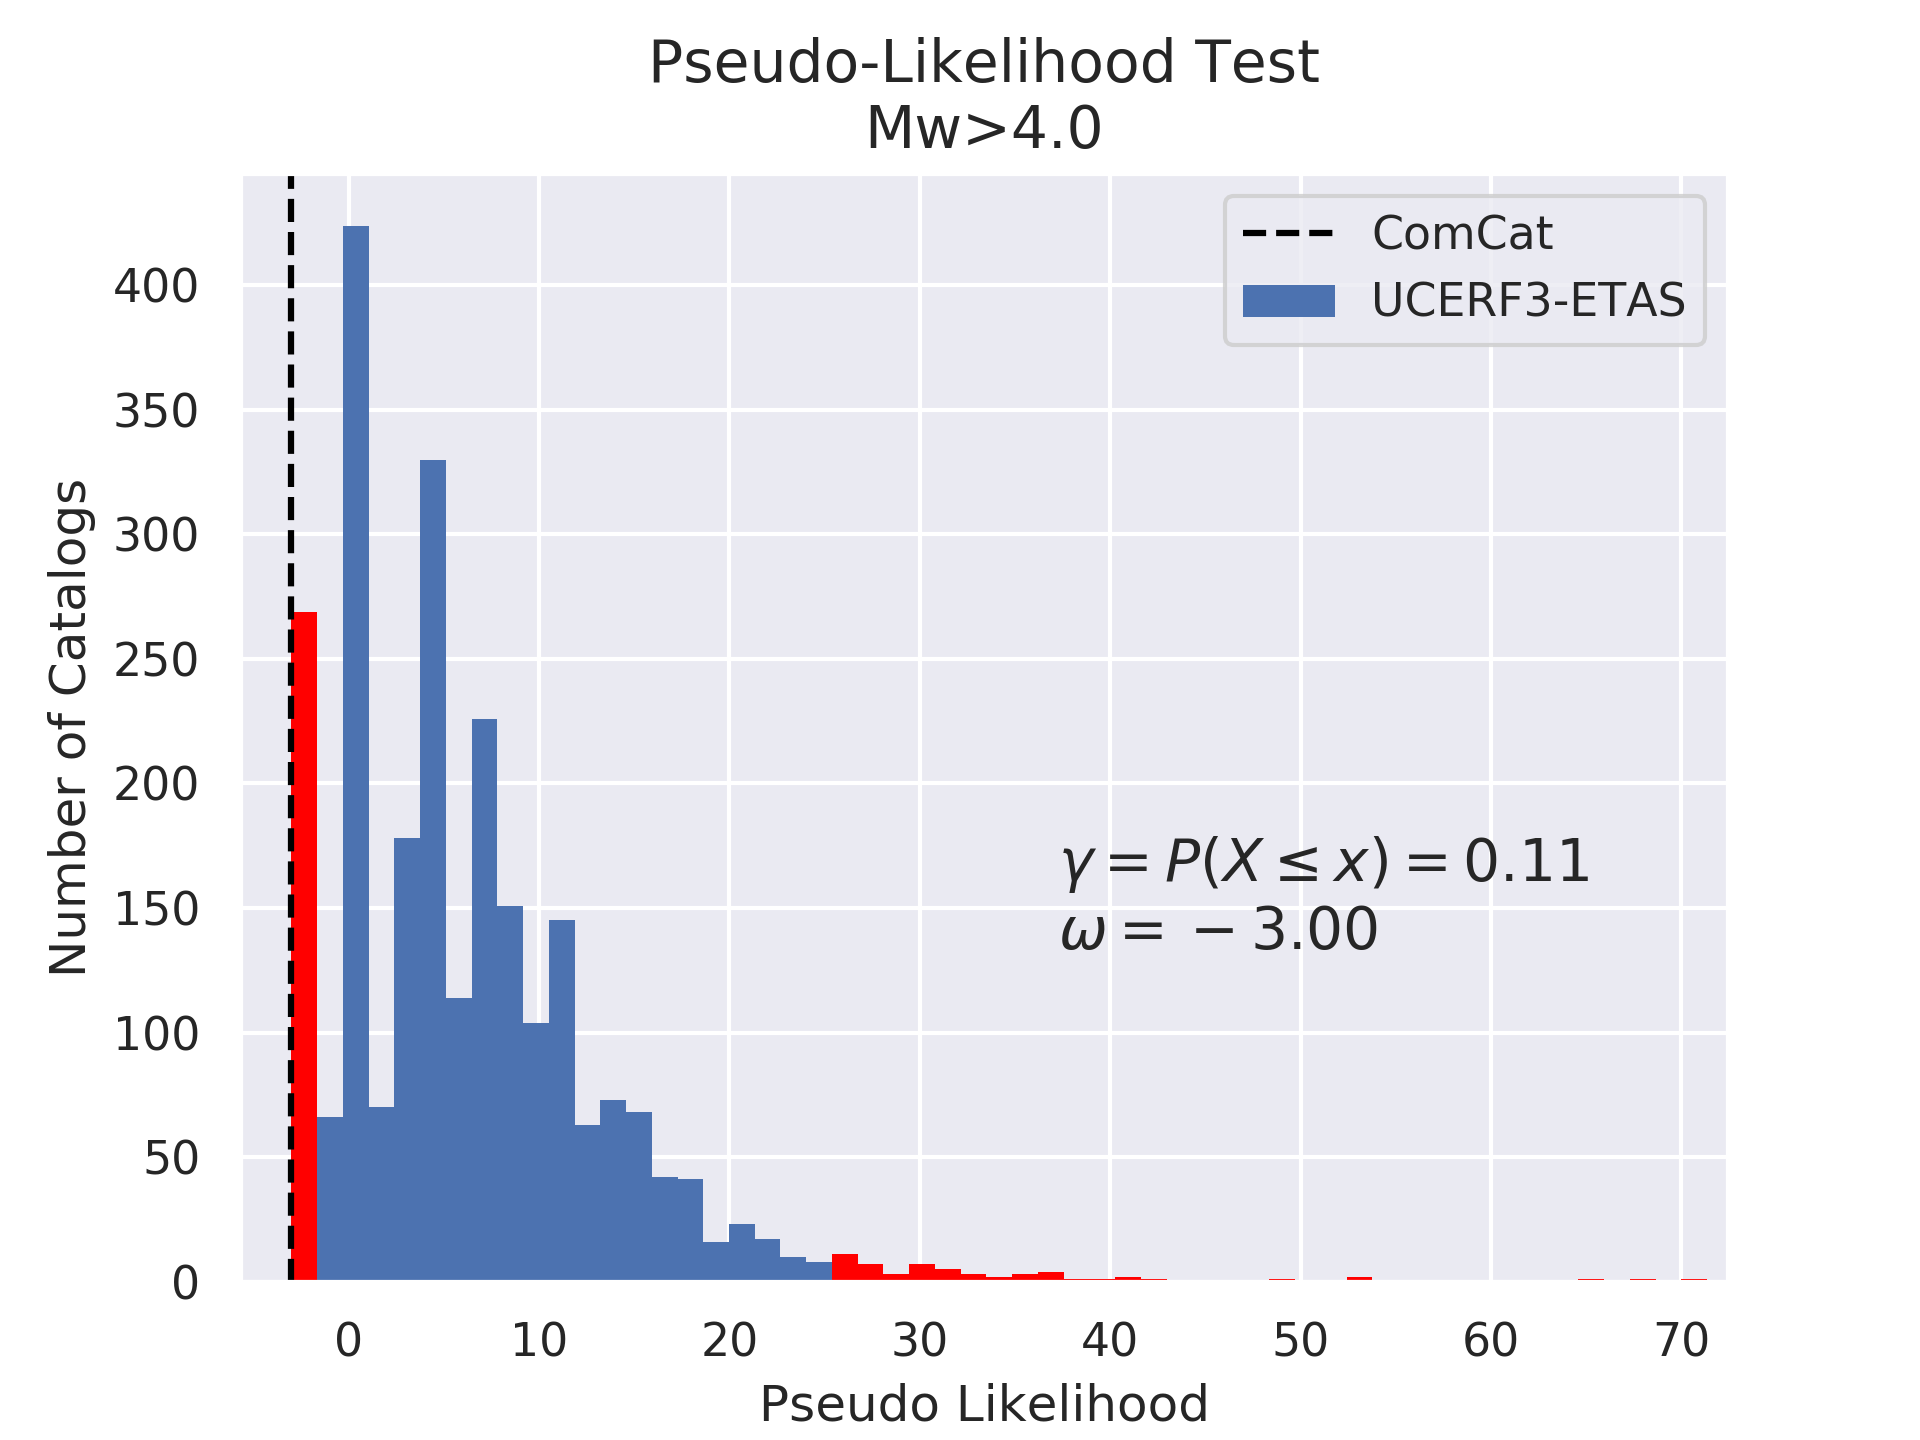 Pseudo-Likelihood Test
Mw>4.0
ComCat
UCERF3-ETAS
400
350
300
250
200
150
100
50
0
Number of Catalogs
γ = P(X ≤ x) = 0.11
ω = − 3.00
0 10 20 30 40 50 60 70
Pseudo Likelihood